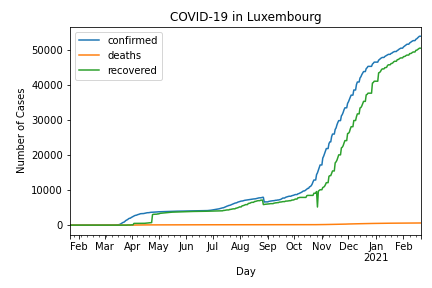 COVID-19 in Luxembourg
confirmed
deaths
recovered
Number of Cases
50000
40000
30000
20000
10000
0
Feb Mar Apr May Jun Jul Aug Sep Oct Nov Dec Jan Feb
2021
Day